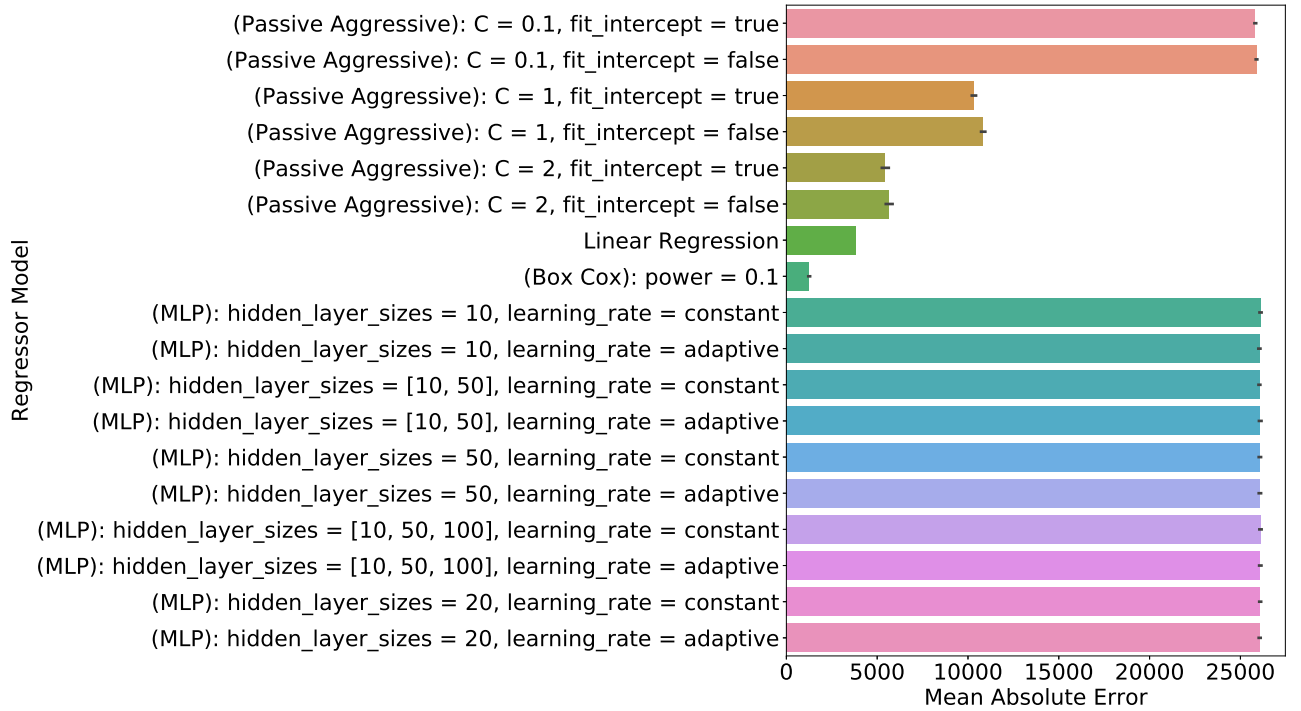 (Passive Aggressive): C = 0.1, fit_intercept = true
(Passive Aggressive): C = 0.1, fit_intercept = false
(Passive Aggressive): C = 1, fit_intercept = true
(Passive Aggressive): C = 1, fit_intercept = false
(Passive Aggressive): C = 2, fit_intercept = true
(Passive Aggressive): C = 2, fit_intercept = false
Linear Regression
(Box Cox): power = 0.1
(MLP): hidden_layer_sizes = 10, learning_rate = constant
(MLP): hidden_layer_sizes = 10, learning_rate = adaptive
(MLP): hidden_layer_sizes = [10, 50], learning_rate = constant
(MLP): hidden_layer_sizes = [10, 50], learning_rate = adaptive
(MLP): hidden_layer_sizes = 50, learning_rate = constant
(MLP): hidden_layer_sizes = 50, learning_rate = adaptive
(MLP): hidden_layer_sizes = [10, 50, 100], learning_rate = constant
(MLP): hidden_layer_sizes = [10, 50, 100], learning_rate = adaptive
(MLP): hidden_layer_sizes = 20, learning_rate = constant
(MLP): hidden_layer_sizes = 20, learning_rate = adaptive
Regressor Model
0 5000 10000 15000 20000 25000
Mean Absolute Error